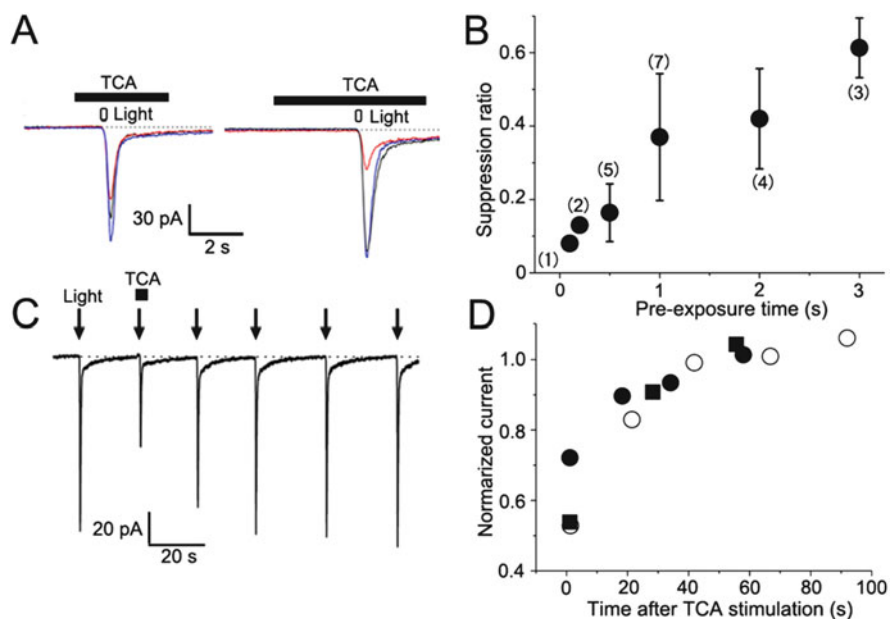 A
TCA
Light
TCA
Light
30 pA
2 s
B
Suppression ratio
0.6
0.4
0.2
0
(1)
(2)
(5)
(7)
(4)
(3)
0 1 2 3
Pre-exposure time (s)
C
Light
TCA
20 pA
20 s
D
Normarized current
1.0
0.8
0.6
0.4
0 20 40 60 80 100
Time after TCA stimulation (s)